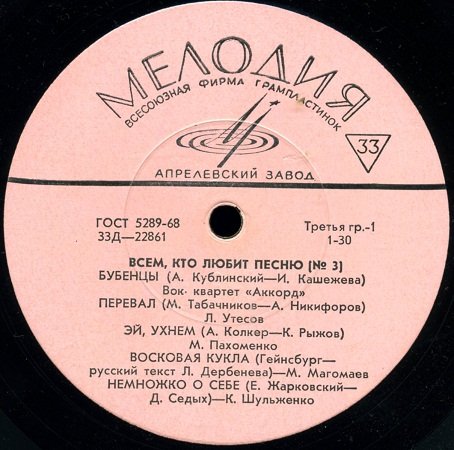 МЕЛОДИЯ
ВСЕСОЮЗНАЯ ФИРМА ГРАМПЛАСТИНОК
33
АПРЕЛЕВСКИЙ ЗАВОД
ГОСТ 5289-68 Третья гр.-1
33Д—22861 1-30
ВСЕМ, КТО ЛЮБИТ ПЕСНЮ [№ 3]
БУБЕНЦЫ (А. Кублинский—И. Кашежева)
Вок. квартет «Аккорд»
ПЕРЕВАЛ (М. Табачников—А. Никифоров)
Л. Утесов
ЭЙ, УХНЕМ (А. Колкер—К. Рыжов)
М. Пахоменко
ВОСКОВАЯ КУКЛА (Гейнсбург—
русский текст Л. Дербенева)—М. Магомаев
НЕМНОЖКО О СЕБЕ (Е. Жарковский—
Д. Седых)—К. Шульженко